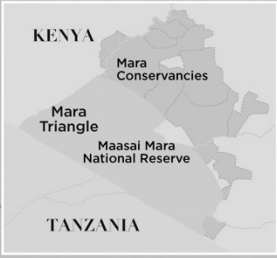 KENYA
Mara
Conservancies
Mara
Triangle
Maasai Mara
National Reserve
TANZANIA